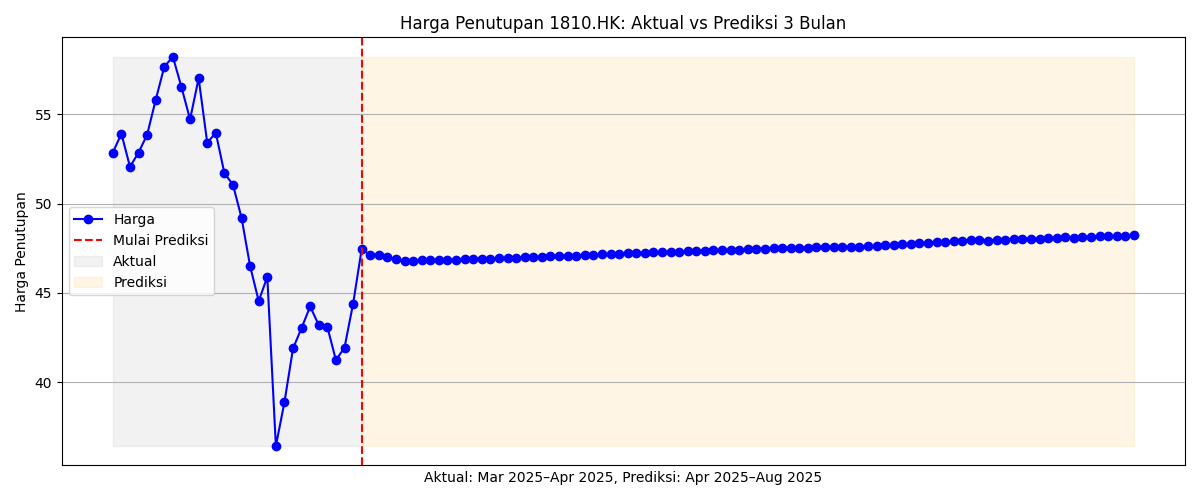 Harga Penutupan 1810.HK: Aktual vs Prediksi 3 Bulan
Harga Penutupan
55
50
45
40
Harga
Mulai Prediksi
Aktual
Prediksi
Aktual: Mar 2025–Apr 2025, Prediksi: Apr 2025–Aug 2025